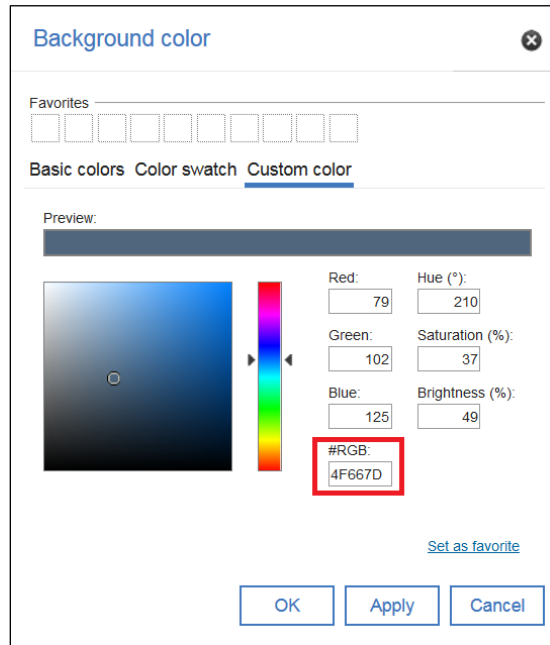 Background color
Favorites
Basic colors Color swatch Custom color
Preview:
Red: Hue (°):
79 210
Green: Saturation (%):
102 37
Blue: Brightness (%):
125 49
#RGB:
4F667D
Set as favorite
OK Apply Cancel